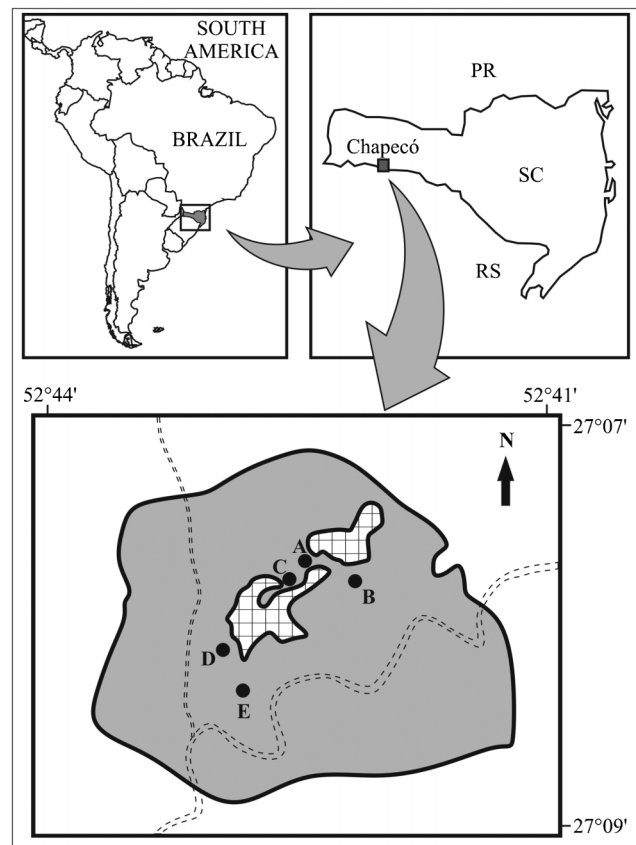 SOUTH
AMERICA
BRAZIL
PR
Chapecó
SC
RS
52°44'
52°41'
27°07'
N
A
C
B
D
E
27°09'